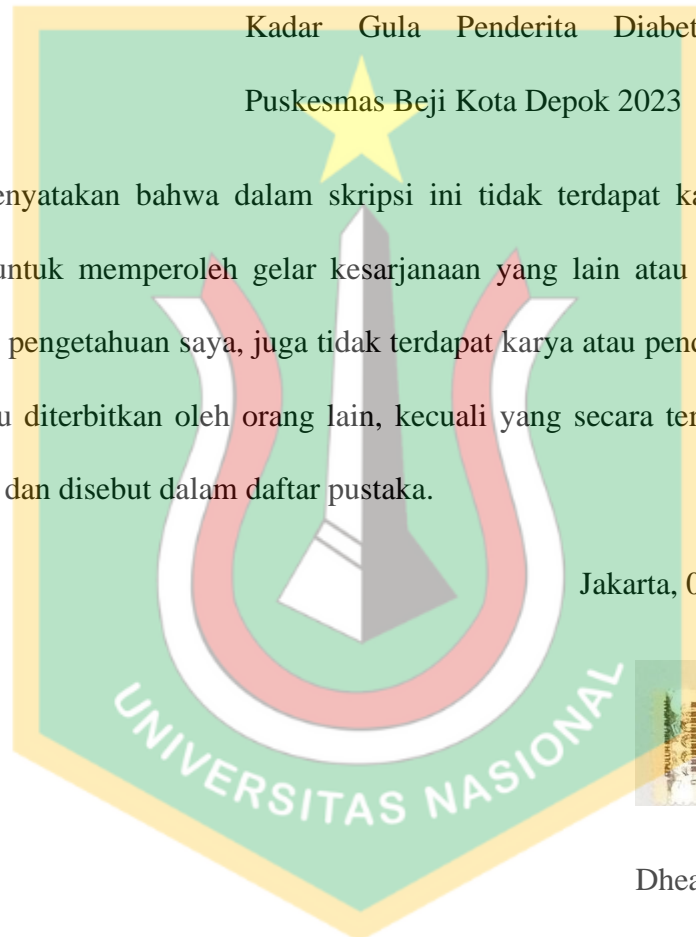 Kadar Gula Penderita Diabet
Puskesmas Beji Kota Depok 2023
enyatakan bahwa dalam skripsi ini tidak terdapat ka
untuk memperoleh gelar kesarjanaan yang lain atau
pengetahuan saya, juga tidak terdapat karya atau pend
u diterbitkan oleh orang lain, kecuali yang secara ter
dan disebut dalam daftar pustaka.
Jakarta, 0
UNIVERSITAS NASIONAL
Dhea